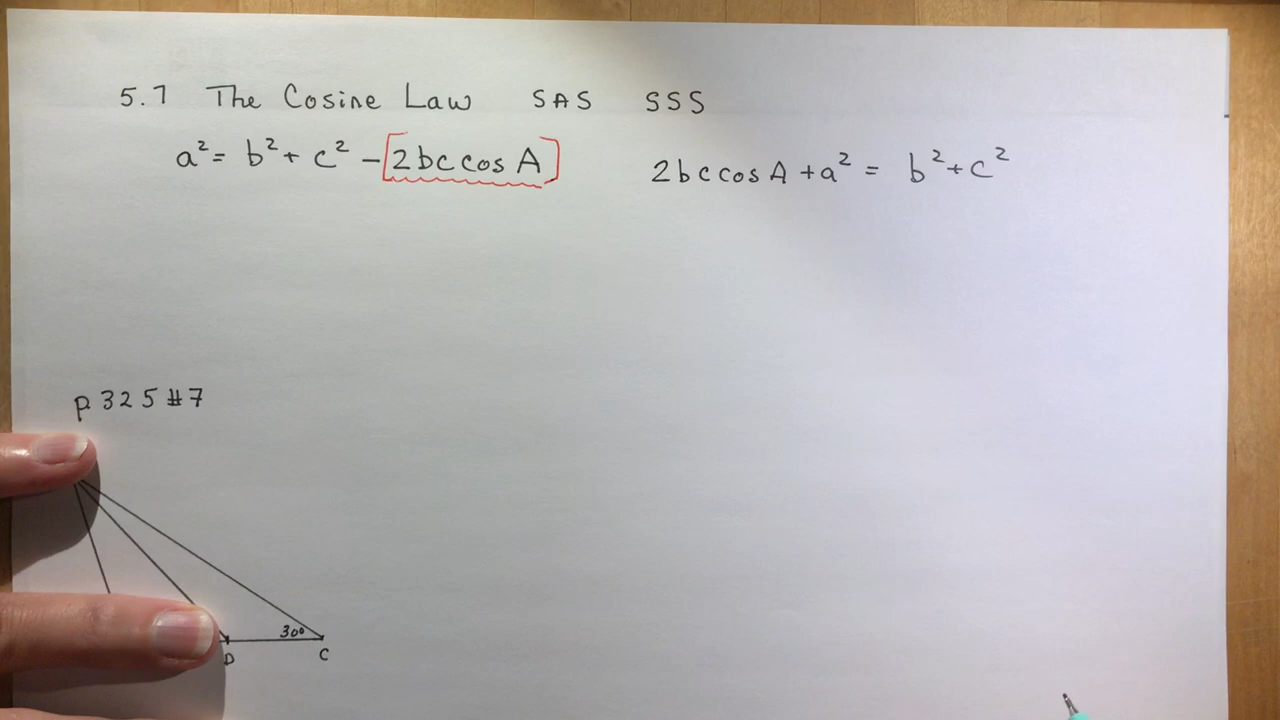 5.7 The Cosine Law SAS SSS
a² = b² + c² - [2bc cos A] 2bc cos A + a² = b² + c²
p. 325 #7
30°
D C